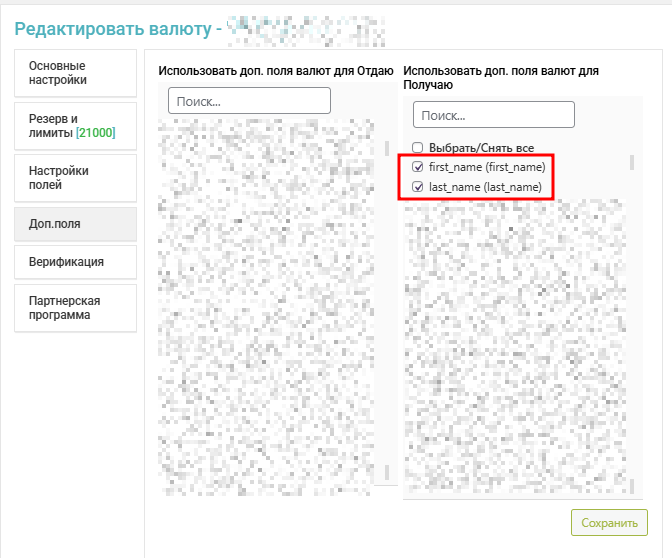 Редактировать валюту -
Основные
настройки
Резерв и
лимиты [21000]
Настройки
полей
Доп.поля
Верификация
Партнерская
программа
Использовать доп. поля валют для Отдаю
Поиск...
Использовать доп. поля валют для
Получаю
Поиск...
Выбрать/Снять все
first_name (first_name)
last_name (last_name)
Сохранить